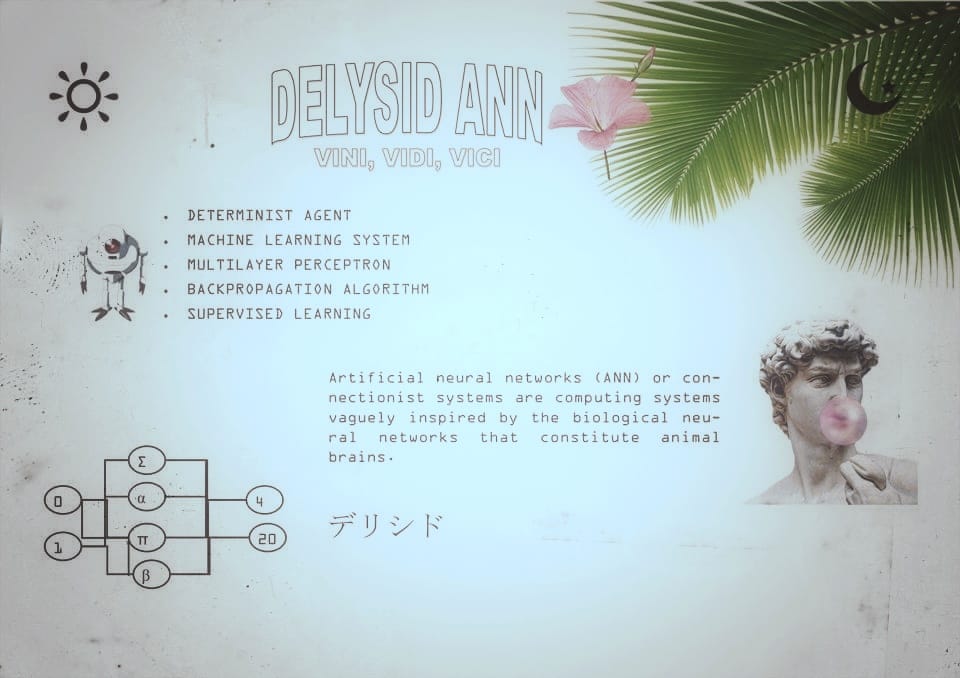 DELYSID ANN
VINI, VIDI, VICI
. DETERMINIST AGENT
. MACHINE LEARNING SYSTEM
. MULTILAYER PERCEPTRON
. BACKPROPAGATION ALGORITHM
. SUPERVISED LEARNING
Artificial neural networks (ANN) or con-
nectionist systems are computing systems
vaguely inspired by the biological neu-
ral networks that constitute animal
brains.
Σ
0 α 4
1 π 20
β
デリシド